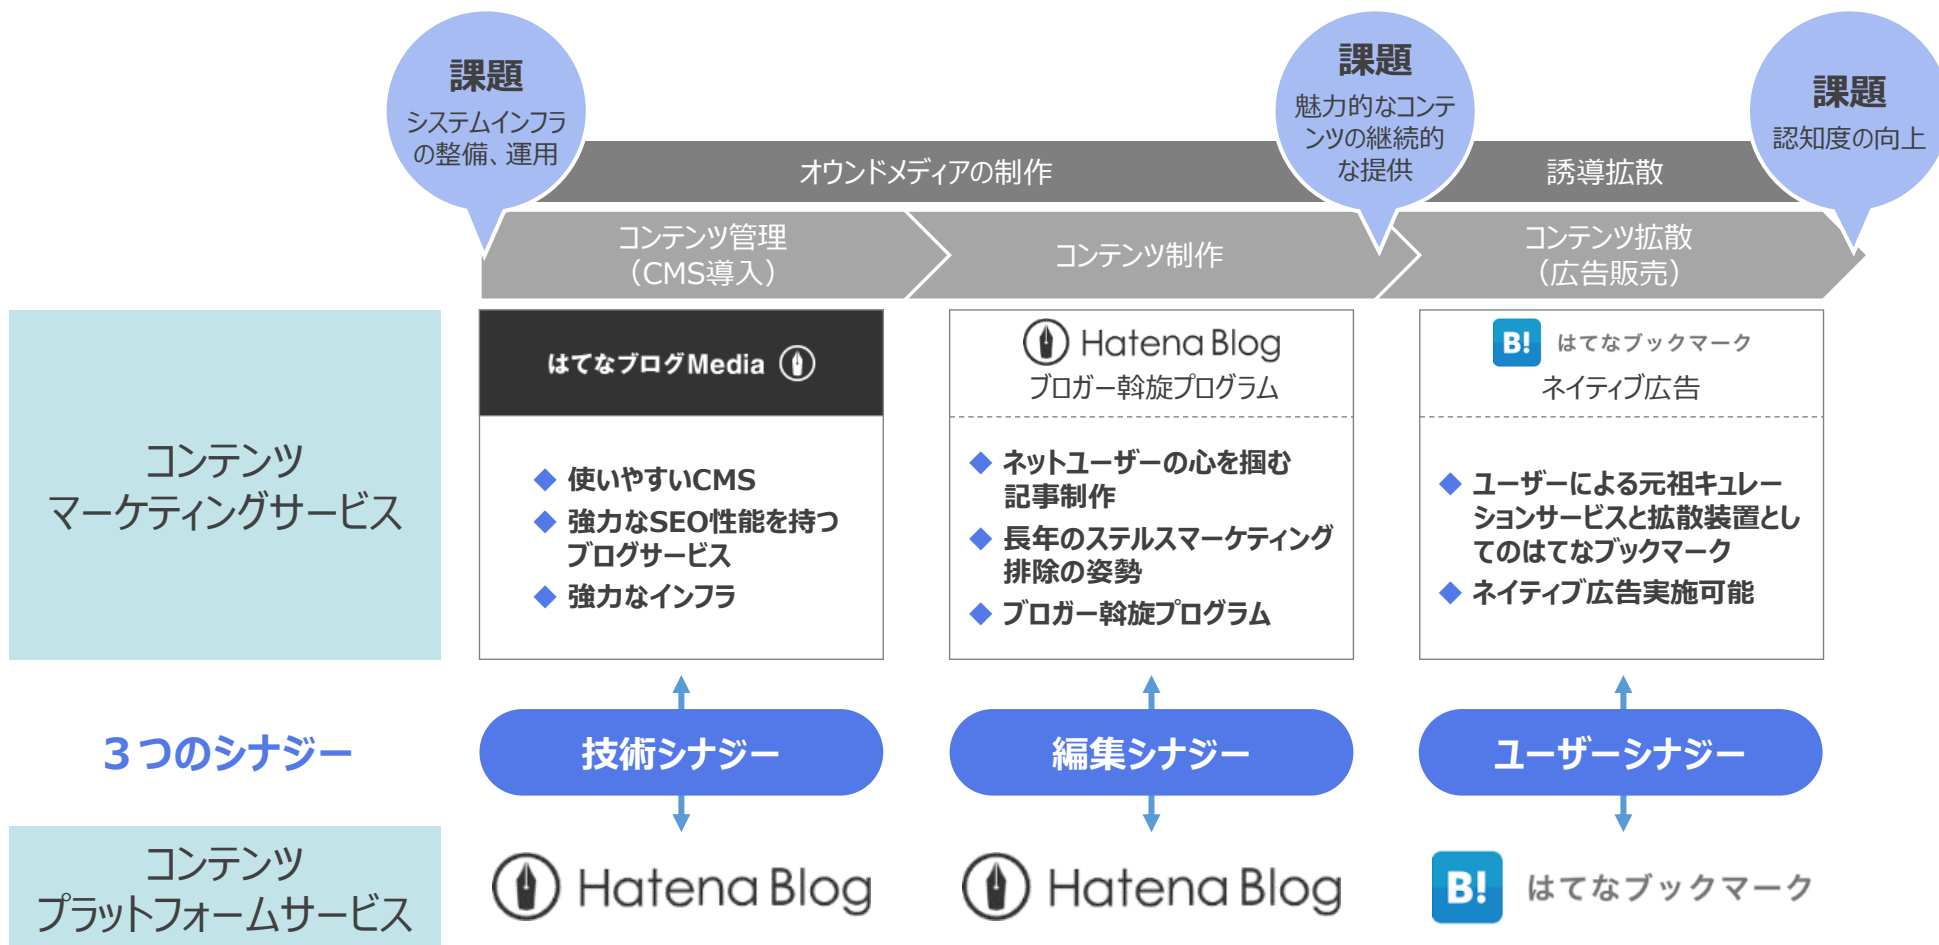 課題
システムインフラ
の整備、運用
課題
魅力的なコンテ
ンツの継続的
な提供
課題
認知度の向上
オウンドメディアの制作
誘導拡散
コンテンツ管理
（CMS導入）
コンテンツ制作
コンテンツ拡散
（広告販売）
コンテンツ
マーケティングサービス
はてなブログMedia
◆ 使いやすいCMS
◆ 強力なSEO性能を持つ
ブログサービス
◆ 強力なインフラ
Hatena Blog
ブロガー斡旋プログラム
◆ ネットユーザーの心を掴む
記事制作
◆ 長年のステルスマーケティング
排除の姿勢
◆ ブロガー斡旋プログラム
B! はてなブックマーク
ネイティブ広告
◆ ユーザーによる元祖キュレー
ションサービスと拡散装置とし
てのはてなブックマーク
◆ ネイティブ広告実施可能
３つのシナジー
技術シナジー
編集シナジー
ユーザーシナジー
コンテンツ
プラットフォームサービス
Hatena Blog
Hatena Blog
B! はてなブックマーク